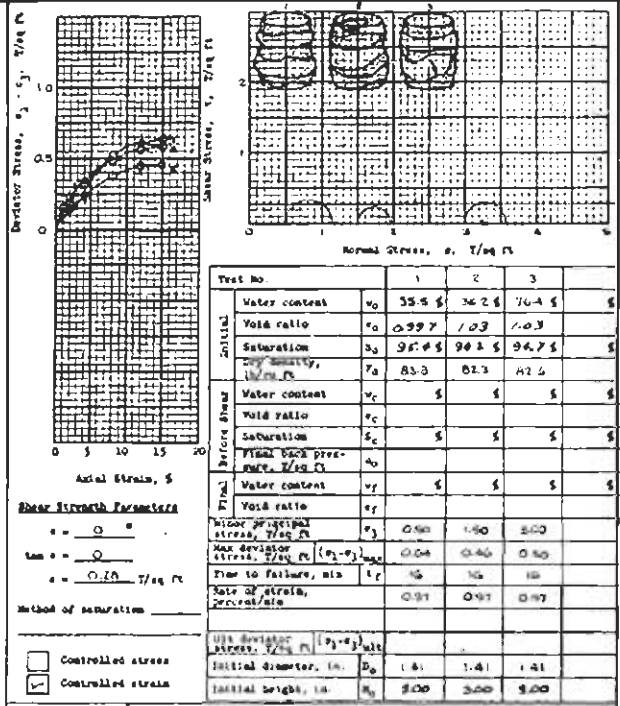 1 2 3
Deviator Stress, σ₁ - σ₃, T/sq ft
1.0
0.5
0
0 5 10 15 20
Axial Strain, %
Shear Stress, τ, T/sq ft
2
1
0
0 1 2 4 5
Normal Stress, σ, T/sq ft
Shear Strength Parameters
φ = 0 °
tan φ = 0
c = 0.28 T/sq ft
Method of saturation
Controlled stress
Controlled strain
Test No. 1 2 3
Initial
Water content w₀ 35.5 % 36.2 % %
Void ratio e₀ 0.997 1.03 1.03
Saturation S₀ 95.4 % 94.2 % 96.7 % %
Dry density, lb/cu ft γd 83.3 82.3
Before Shear
Water content wc % % % %
Void ratio ec
Saturation Sc % % % %
Final back pressure, T/sq ft u₀
Final
Water content wf % % % %
Void ratio ef
Minor principal stress, T/sq ft σ₃ 0.50 1.50 3.00
Max deviator stress, T/sq ft (σ₁-σ₃)max 0.64 0.46
Time to failure, min tf
Rate of strain, percent/min 0.97 0.97 0.97
Ult deviator stress, T/sq ft (σ₁-σ₃)ult
Initial diameter, in. D₀ 1.41 1.41 1.41
Initial height, in. H₀ 3.00 3.00 3.00